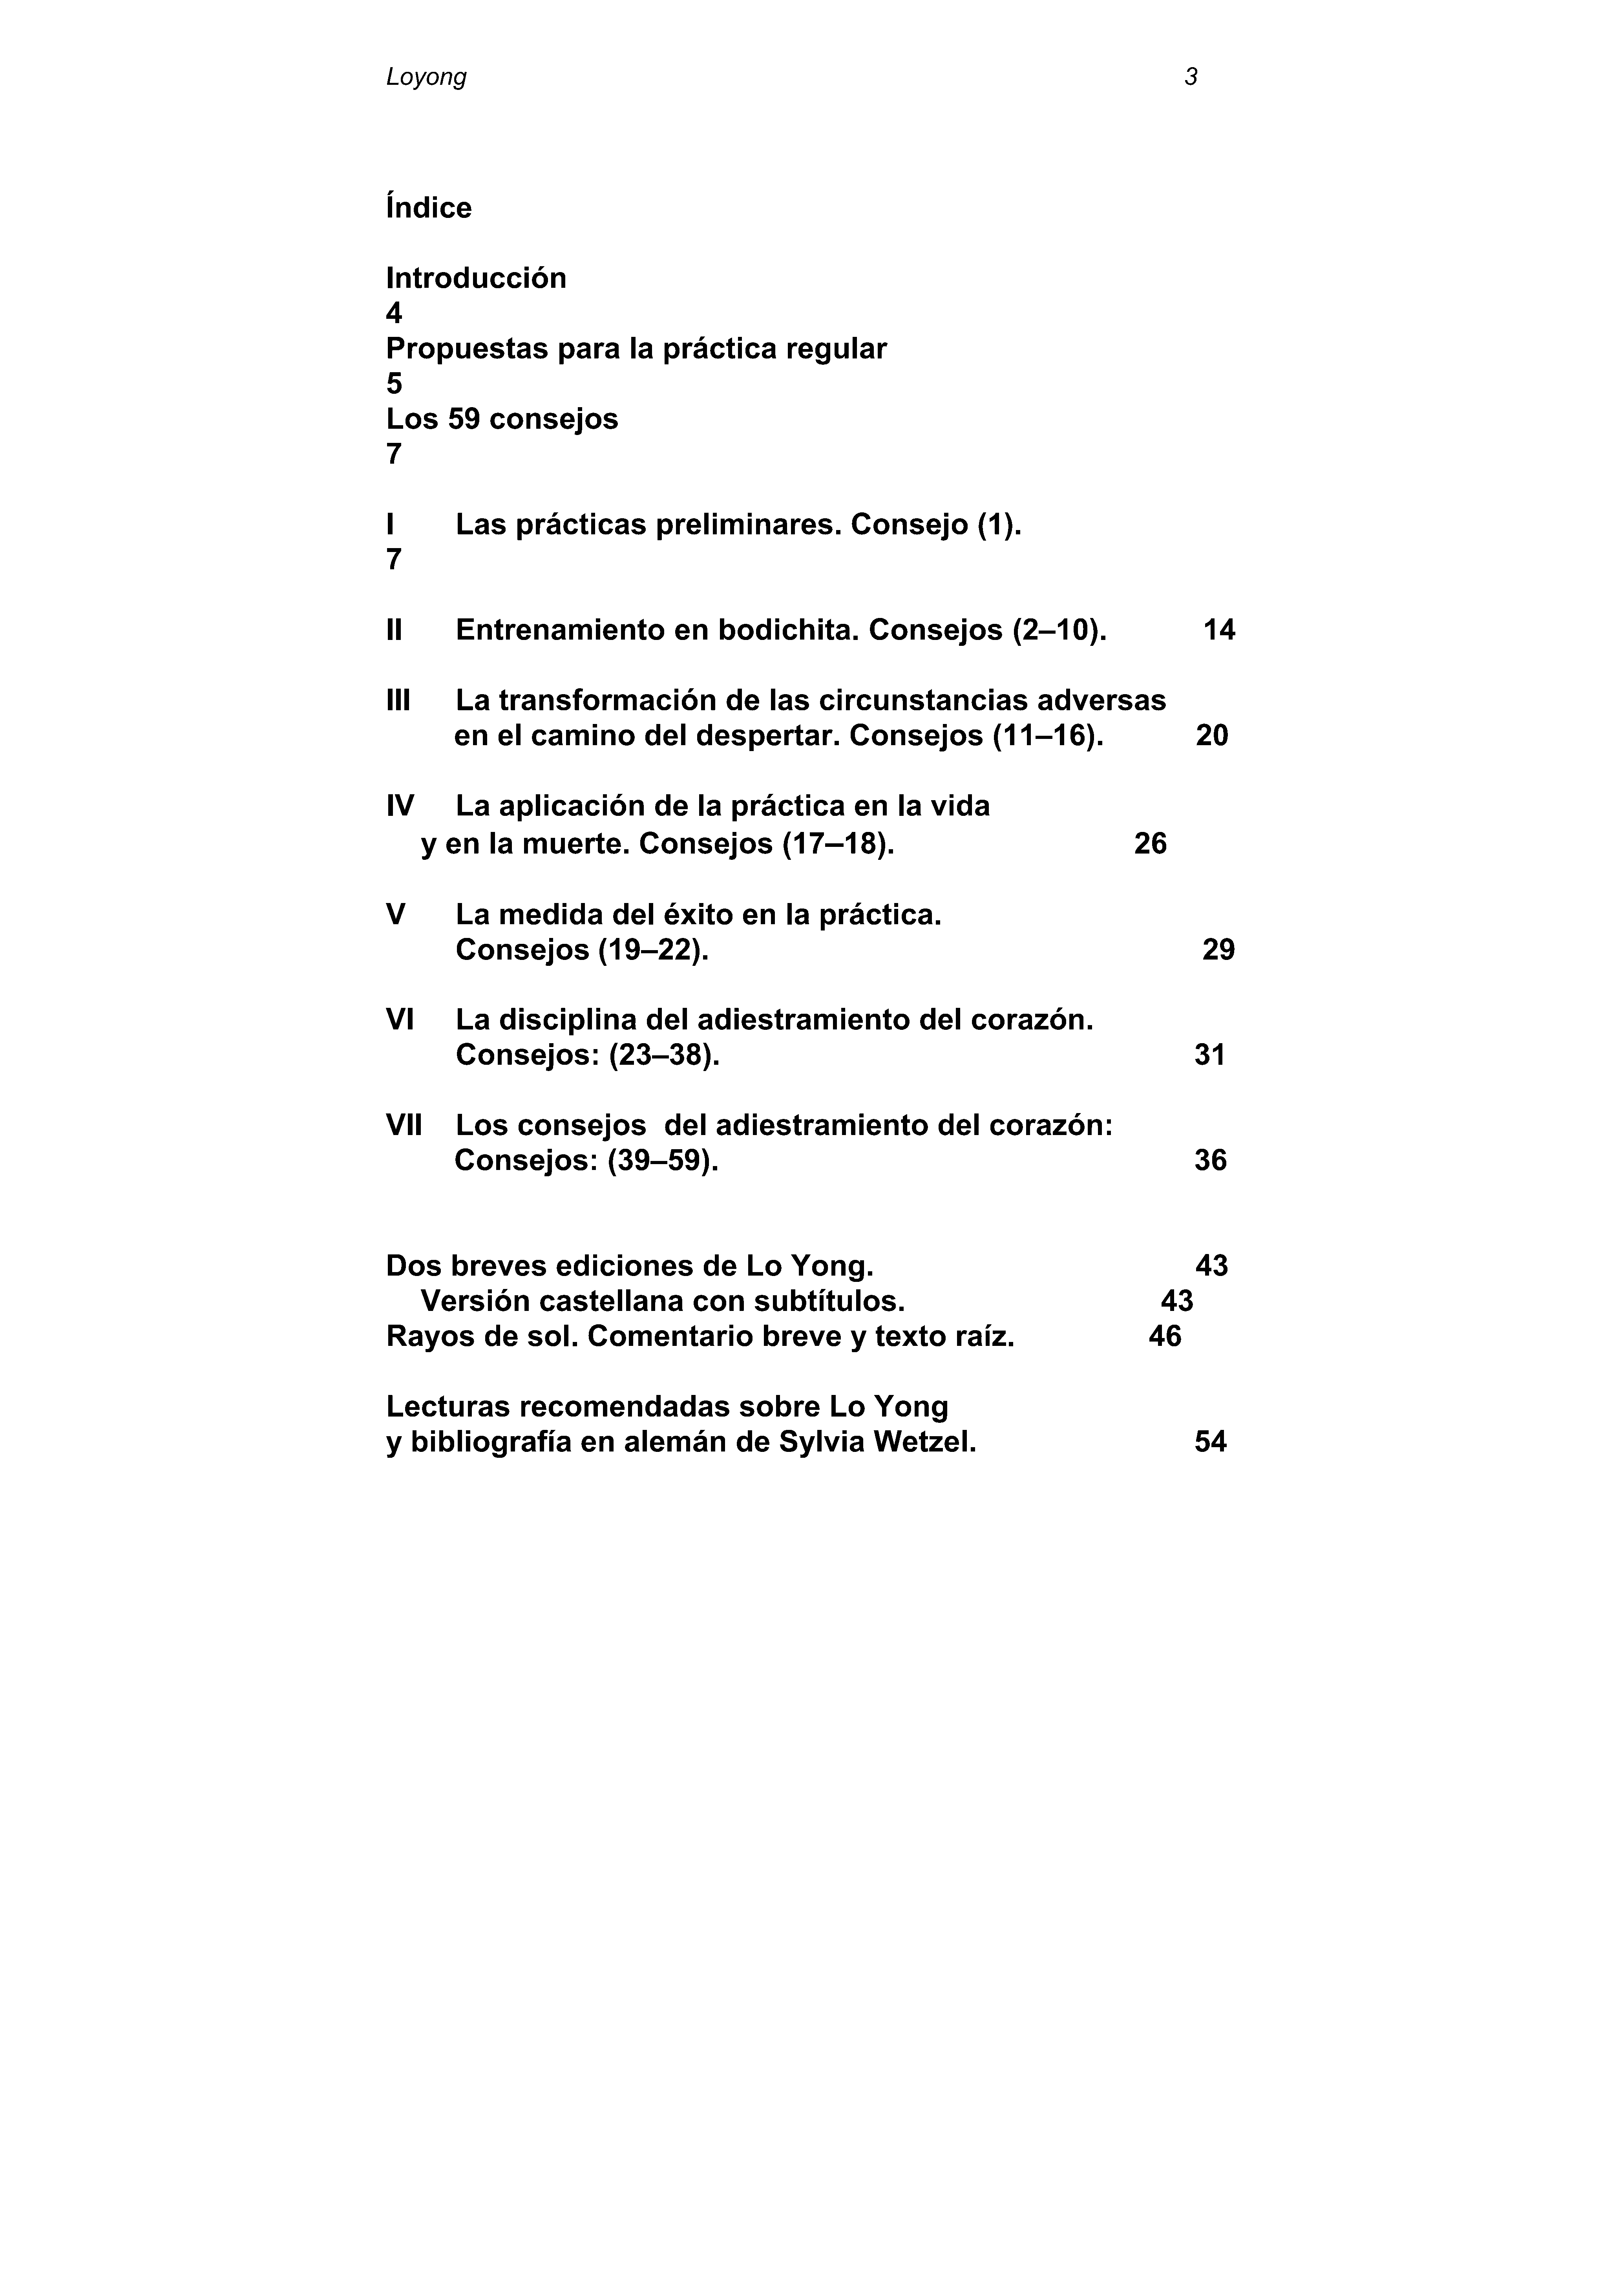 Loyong 3
Índice
Introducción
4
Propuestas para la práctica regular
5
Los 59 consejos
7
I Las prácticas preliminares. Consejo (1).
7
II Entrenamiento en bodichita. Consejos (2–10). 14
III La transformación de las circunstancias adversas
en el camino del despertar. Consejos (11–16). 20
IV La aplicación de la práctica en la vida
y en la muerte. Consejos (17–18). 26
V La medida del éxito en la práctica.
Consejos (19–22). 29
VI La disciplina del adiestramiento del corazón.
Consejos: (23–38). 31
VII Los consejos  del adiestramiento del corazón:
Consejos: (39–59). 36
Dos breves ediciones de Lo Yong. 43
Versión castellana con subtítulos. 43
Rayos de sol. Comentario breve y texto raíz. 46
Lecturas recomendadas sobre Lo Yong
y bibliografía en alemán de Sylvia Wetzel. 54